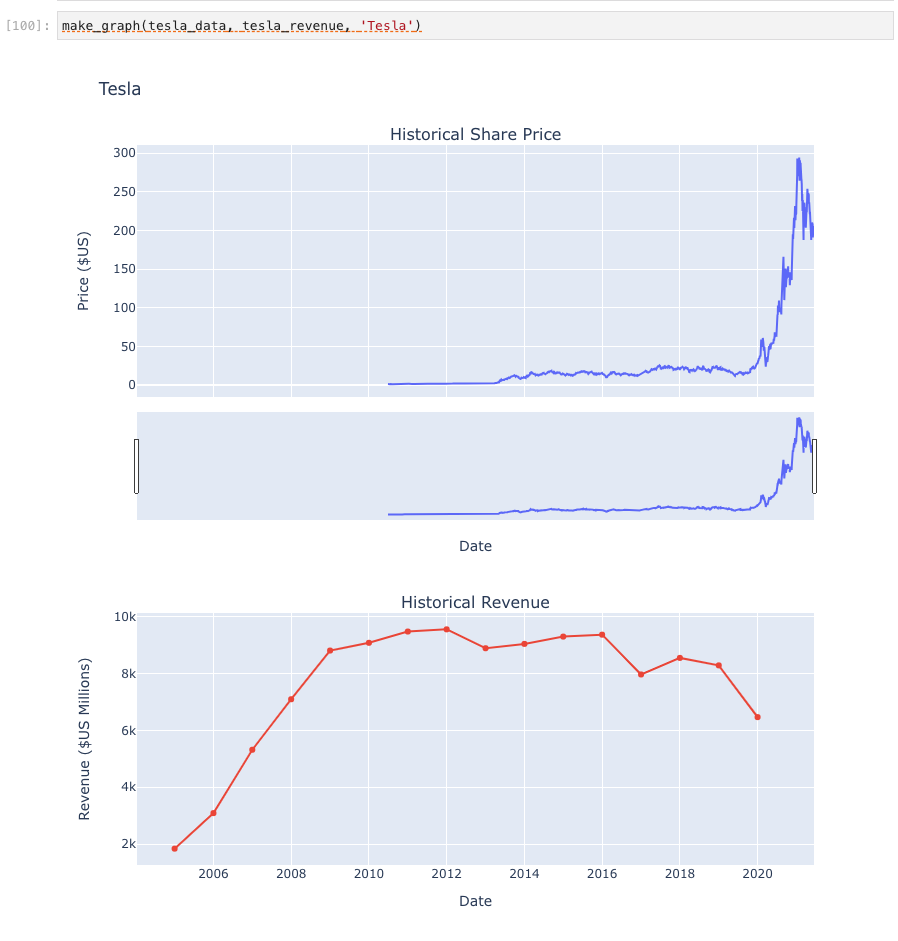 [100]: make_graph(tesla_data, tesla_revenue, 'Tesla')
Tesla
Historical Share Price
300
250
200
150
100
50
0
Price ($US)
Date
Historical Revenue
10k
8k
6k
4k
2k
Revenue ($US Millions)
2006 2008 2010 2012 2014 2016 2018 2020
Date